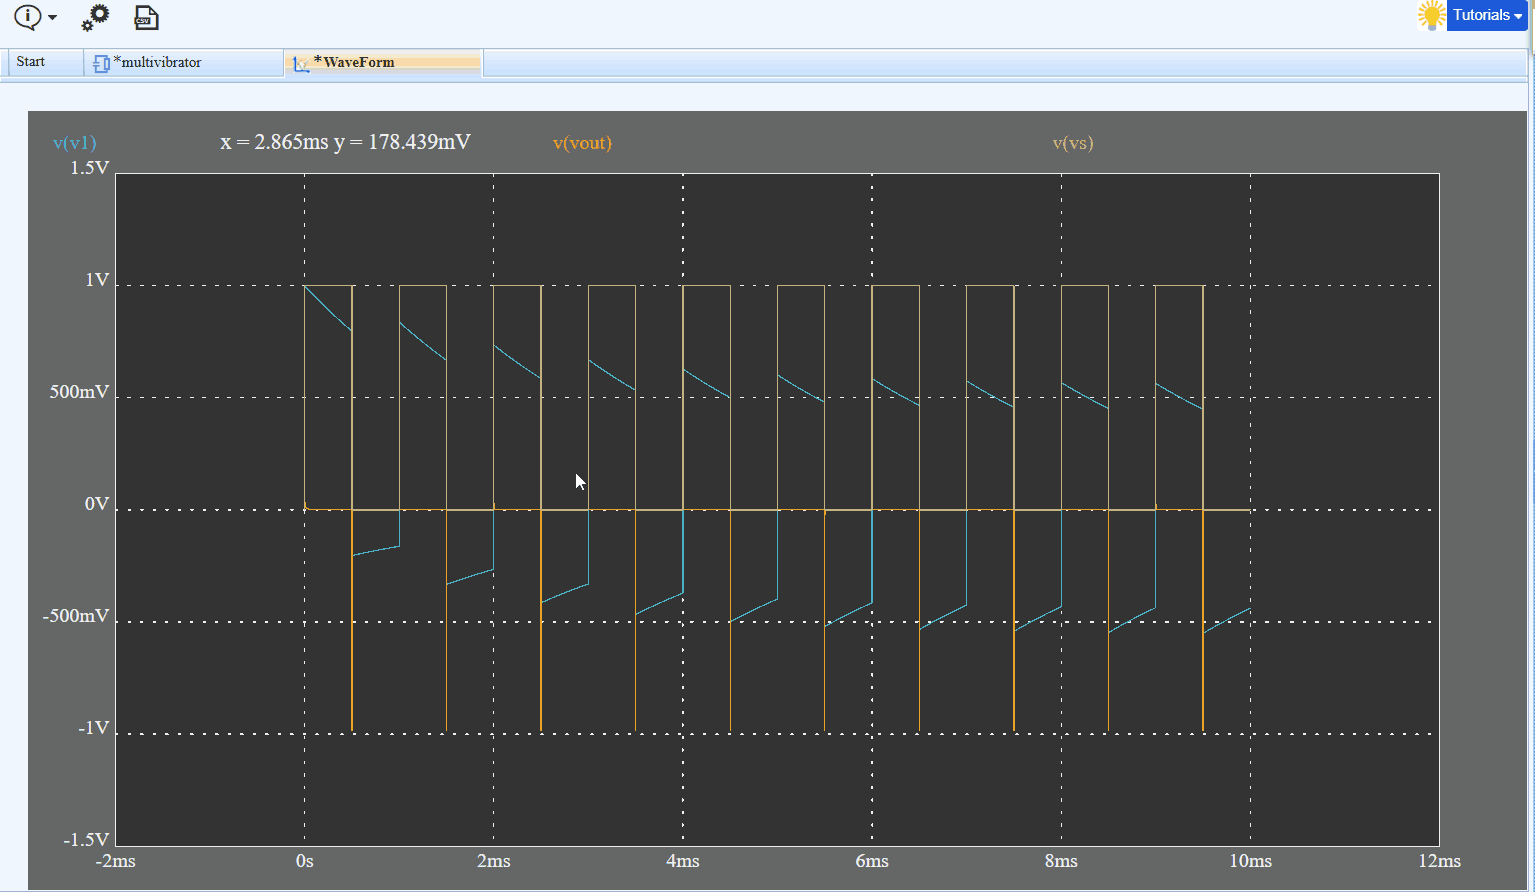 CSV
Tutorials
Start
*multivibrator
*WaveForm
v(v1)
x = 2.865ms y = 178.439mV
v(vout)
v(vs)
1.5V
1V
500mV
0V
-500mV
-1V
-1.5V
-2ms
0s
2ms
4ms
6ms
8ms
10ms
12ms